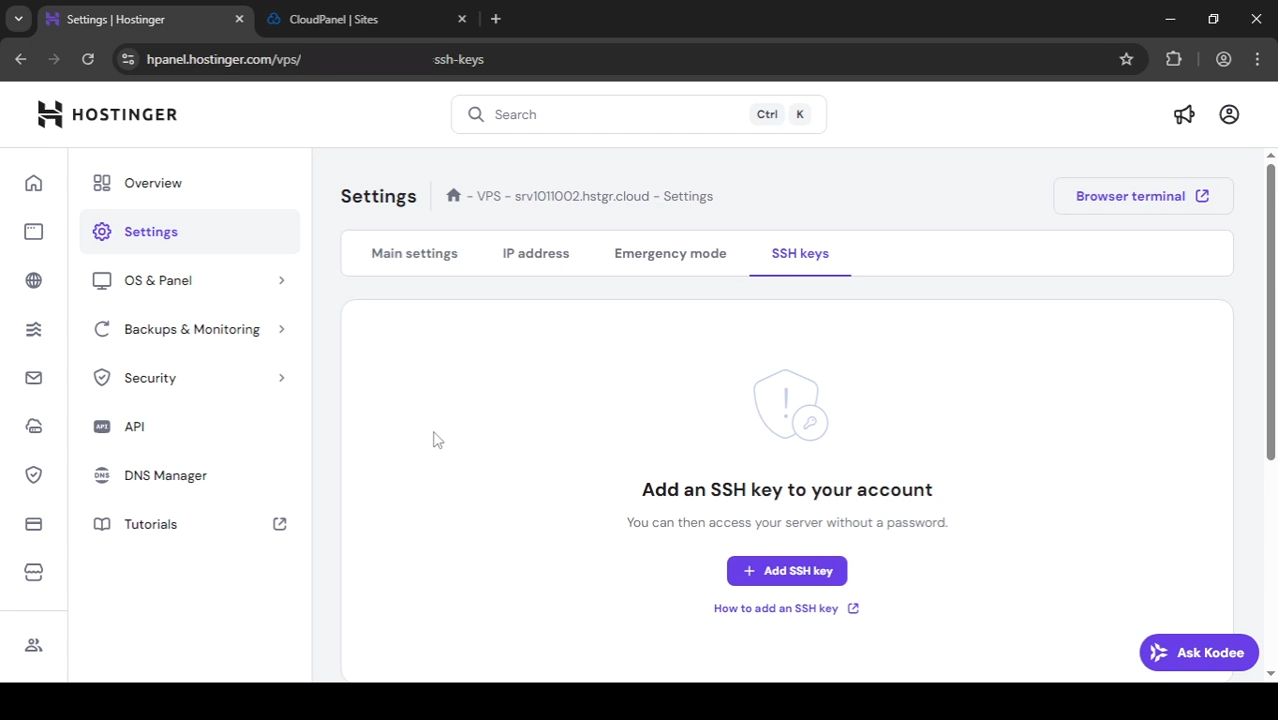 Settings | Hostinger
CloudPanel | Sites
hpanel.hostinger.com/vps/ ssh-keys
HOSTINGER
Search
Ctrl K
Overview
Settings
OS & Panel
Backups & Monitoring
Security
API
API
DNS
DNS Manager
Tutorials
Settings
- VPS - srv1011002.hstgr.cloud - Settings
Browser terminal
Main settings
IP address
Emergency mode
SSH keys
Add an SSH key to your account
You can then access your server without a password.
+ Add SSH key
How to add an SSH key
Ask Kodee